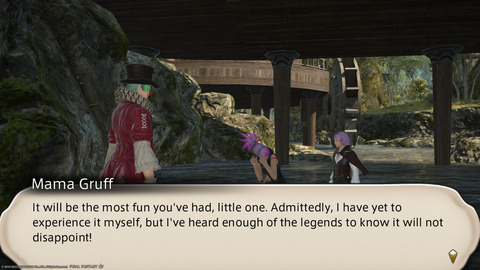 Mama Gruff
It will be the most fun you've had, little one. Admittedly, I have yet to
experience it myself, but I've heard enough of the legends to know it will not
disappoint!